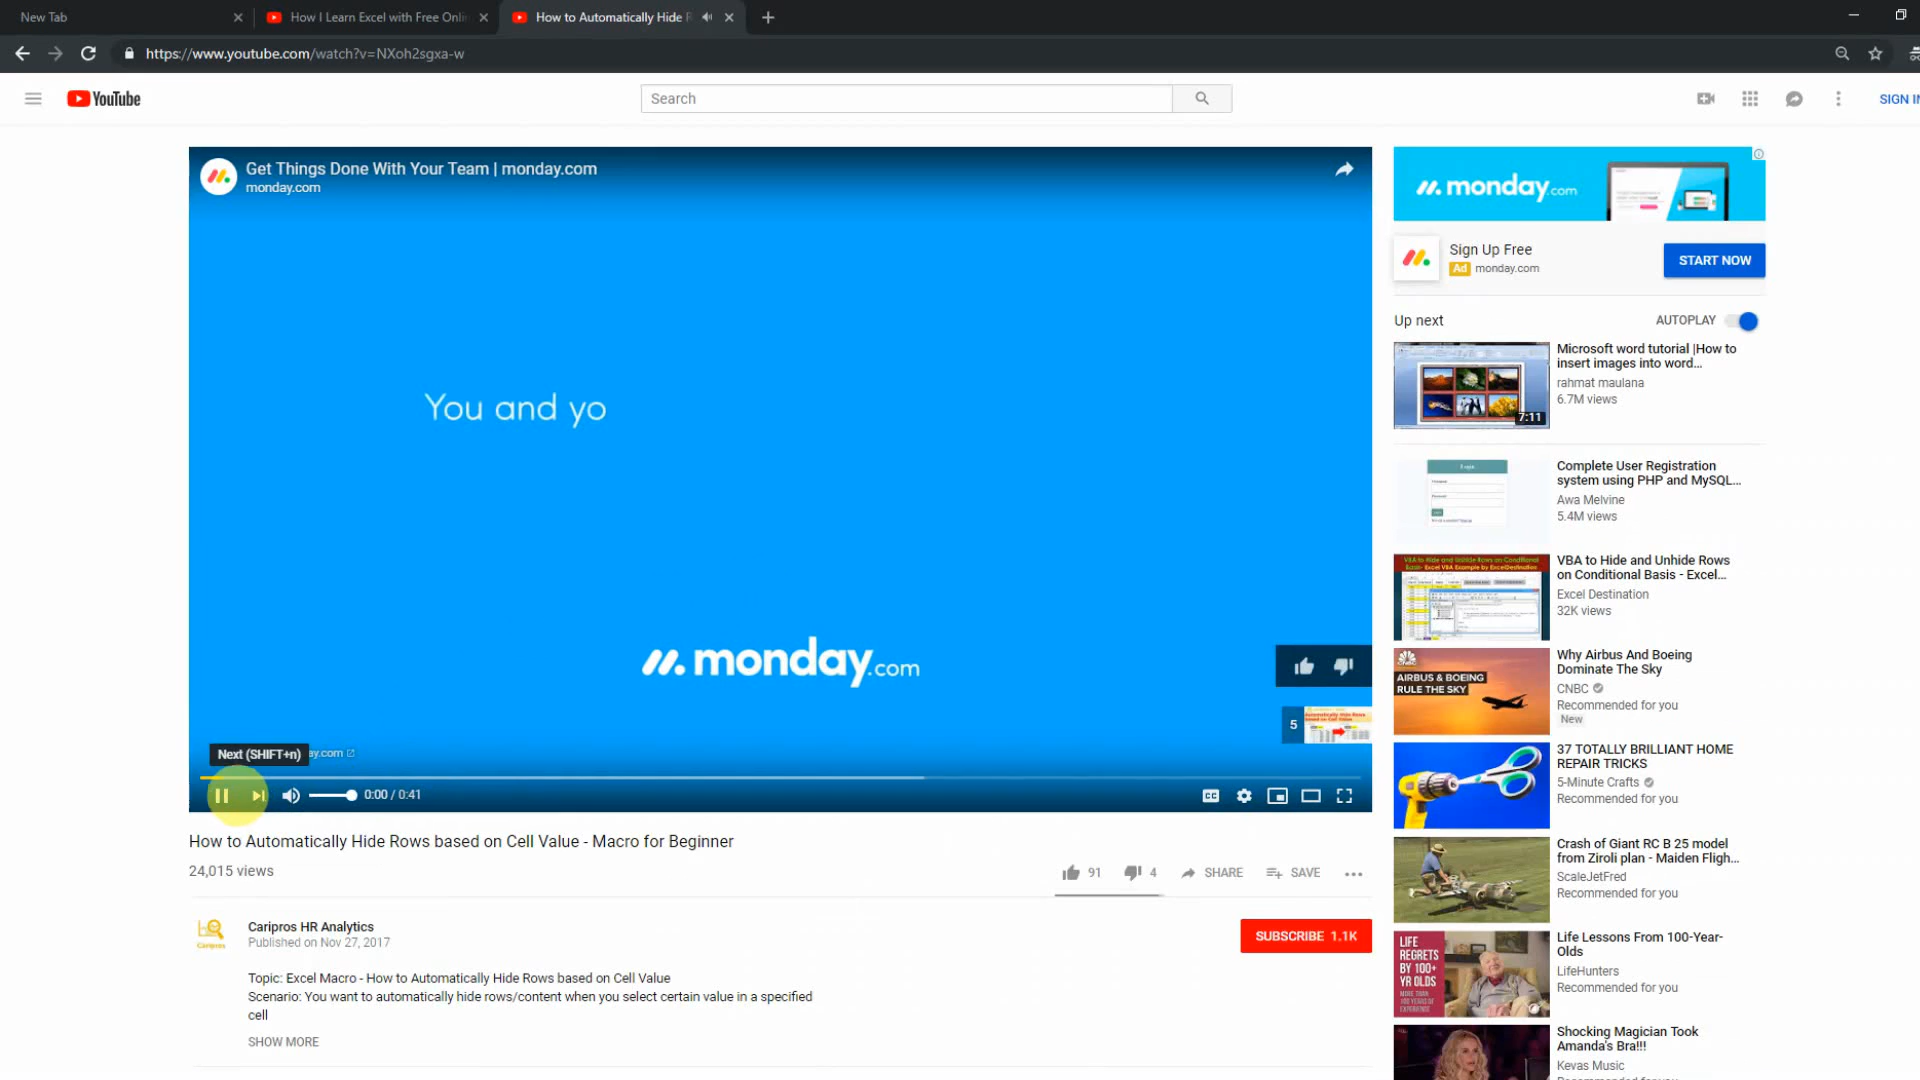 New Tab
How I Learn Excel with Free Onli
How to Automatically Hide R
https://www.youtube.com/watch?v=NXoh2sgxa-w
YouTube
Search
SIGN IN
Get Things Done With Your Team | monday.com
monday.com
You and yo
monday.com
5
Next (SHIFT+n)
ay.com
0:00 / 0:41
CC
How to Automatically Hide Rows based on Cell Value - Macro for Beginner
24,015 views
91
4
SHARE
SAVE
Caripros
Caripros HR Analytics
Published on Nov 27, 2017
SUBSCRIBE 1.1K
Topic: Excel Macro - How to Automatically Hide Rows based on Cell Value
Scenario: You want to automatically hide rows/content when you select certain value in a specified
cell
SHOW MORE
monday.com
Sign Up Free
Ad monday.com
START NOW
Up next
AUTOPLAY
7:11
Microsoft word tutorial |How to
insert images into word...
rahmat maulana
6.7M views
Complete User Registration
system using PHP and MySQL...
Awa Melvine
5.4M views
VBA to Hide and Unhide Rows
on Conditional Basis - Excel...
Excel Destination
32K views
CNBC
AIRBUS & BOEING
RULE THE SKY
Why Airbus And Boeing
Dominate The Sky
CNBC
Recommended for you
New
37 TOTALLY BRILLIANT HOME
REPAIR TRICKS
5-Minute Crafts
Recommended for you
Crash of Giant RC B 25 model
from Ziroli plan - Maiden Fligh...
ScaleJetFred
Recommended for you
LIFE
REGRETS
BY 100+
YR OLDS
Life Lessons From 100-Year-
Olds
LifeHunters
Recommended for you
Shocking Magician Took
Amanda's Bra!!!
Kevas Music